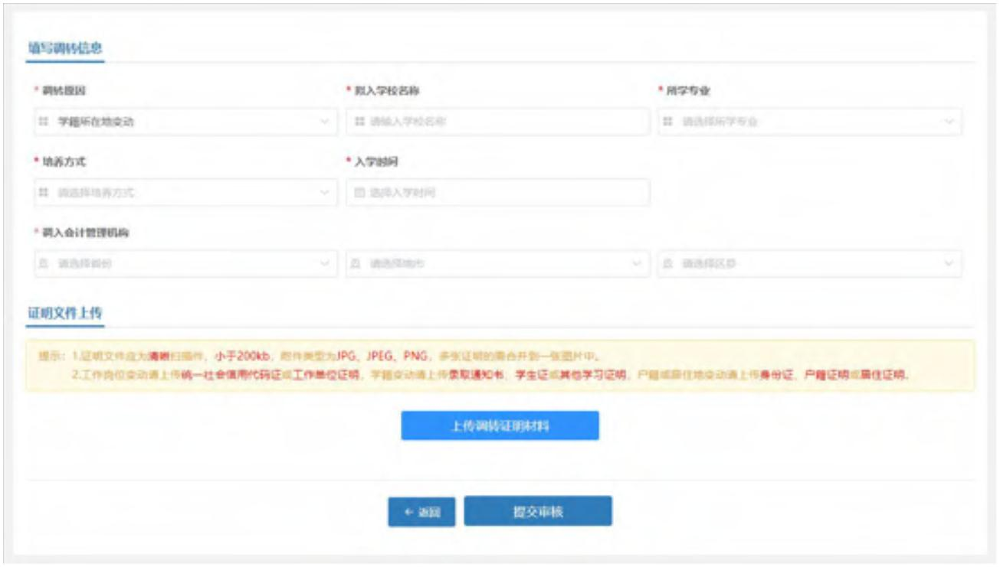 填写调转信息
* 调转原因 * 拟入学校名称 * 所学专业
学籍所在地变动 请输入学校名称 请选择所学专业
* 培养方式 * 入学时间
请选择培养方式 选择入学时间
* 调入会计管理机构
请选择省份 请选择地市 请选择区县
证明文件上传
提示：1.证明文件应为清晰扫描件，小于200kb，附件类型为JPG、JPEG、PNG，多张证明的需合并到一张图片中。
2.工作岗位变动请上传统一社会信用代码证或工作单位证明，学籍变动请上传录取通知书、学生证或其他学习证明，户籍或居住地变动请上传身份证、户籍证明或居住证明。
上传调转证明材料
← 返回 提交审核